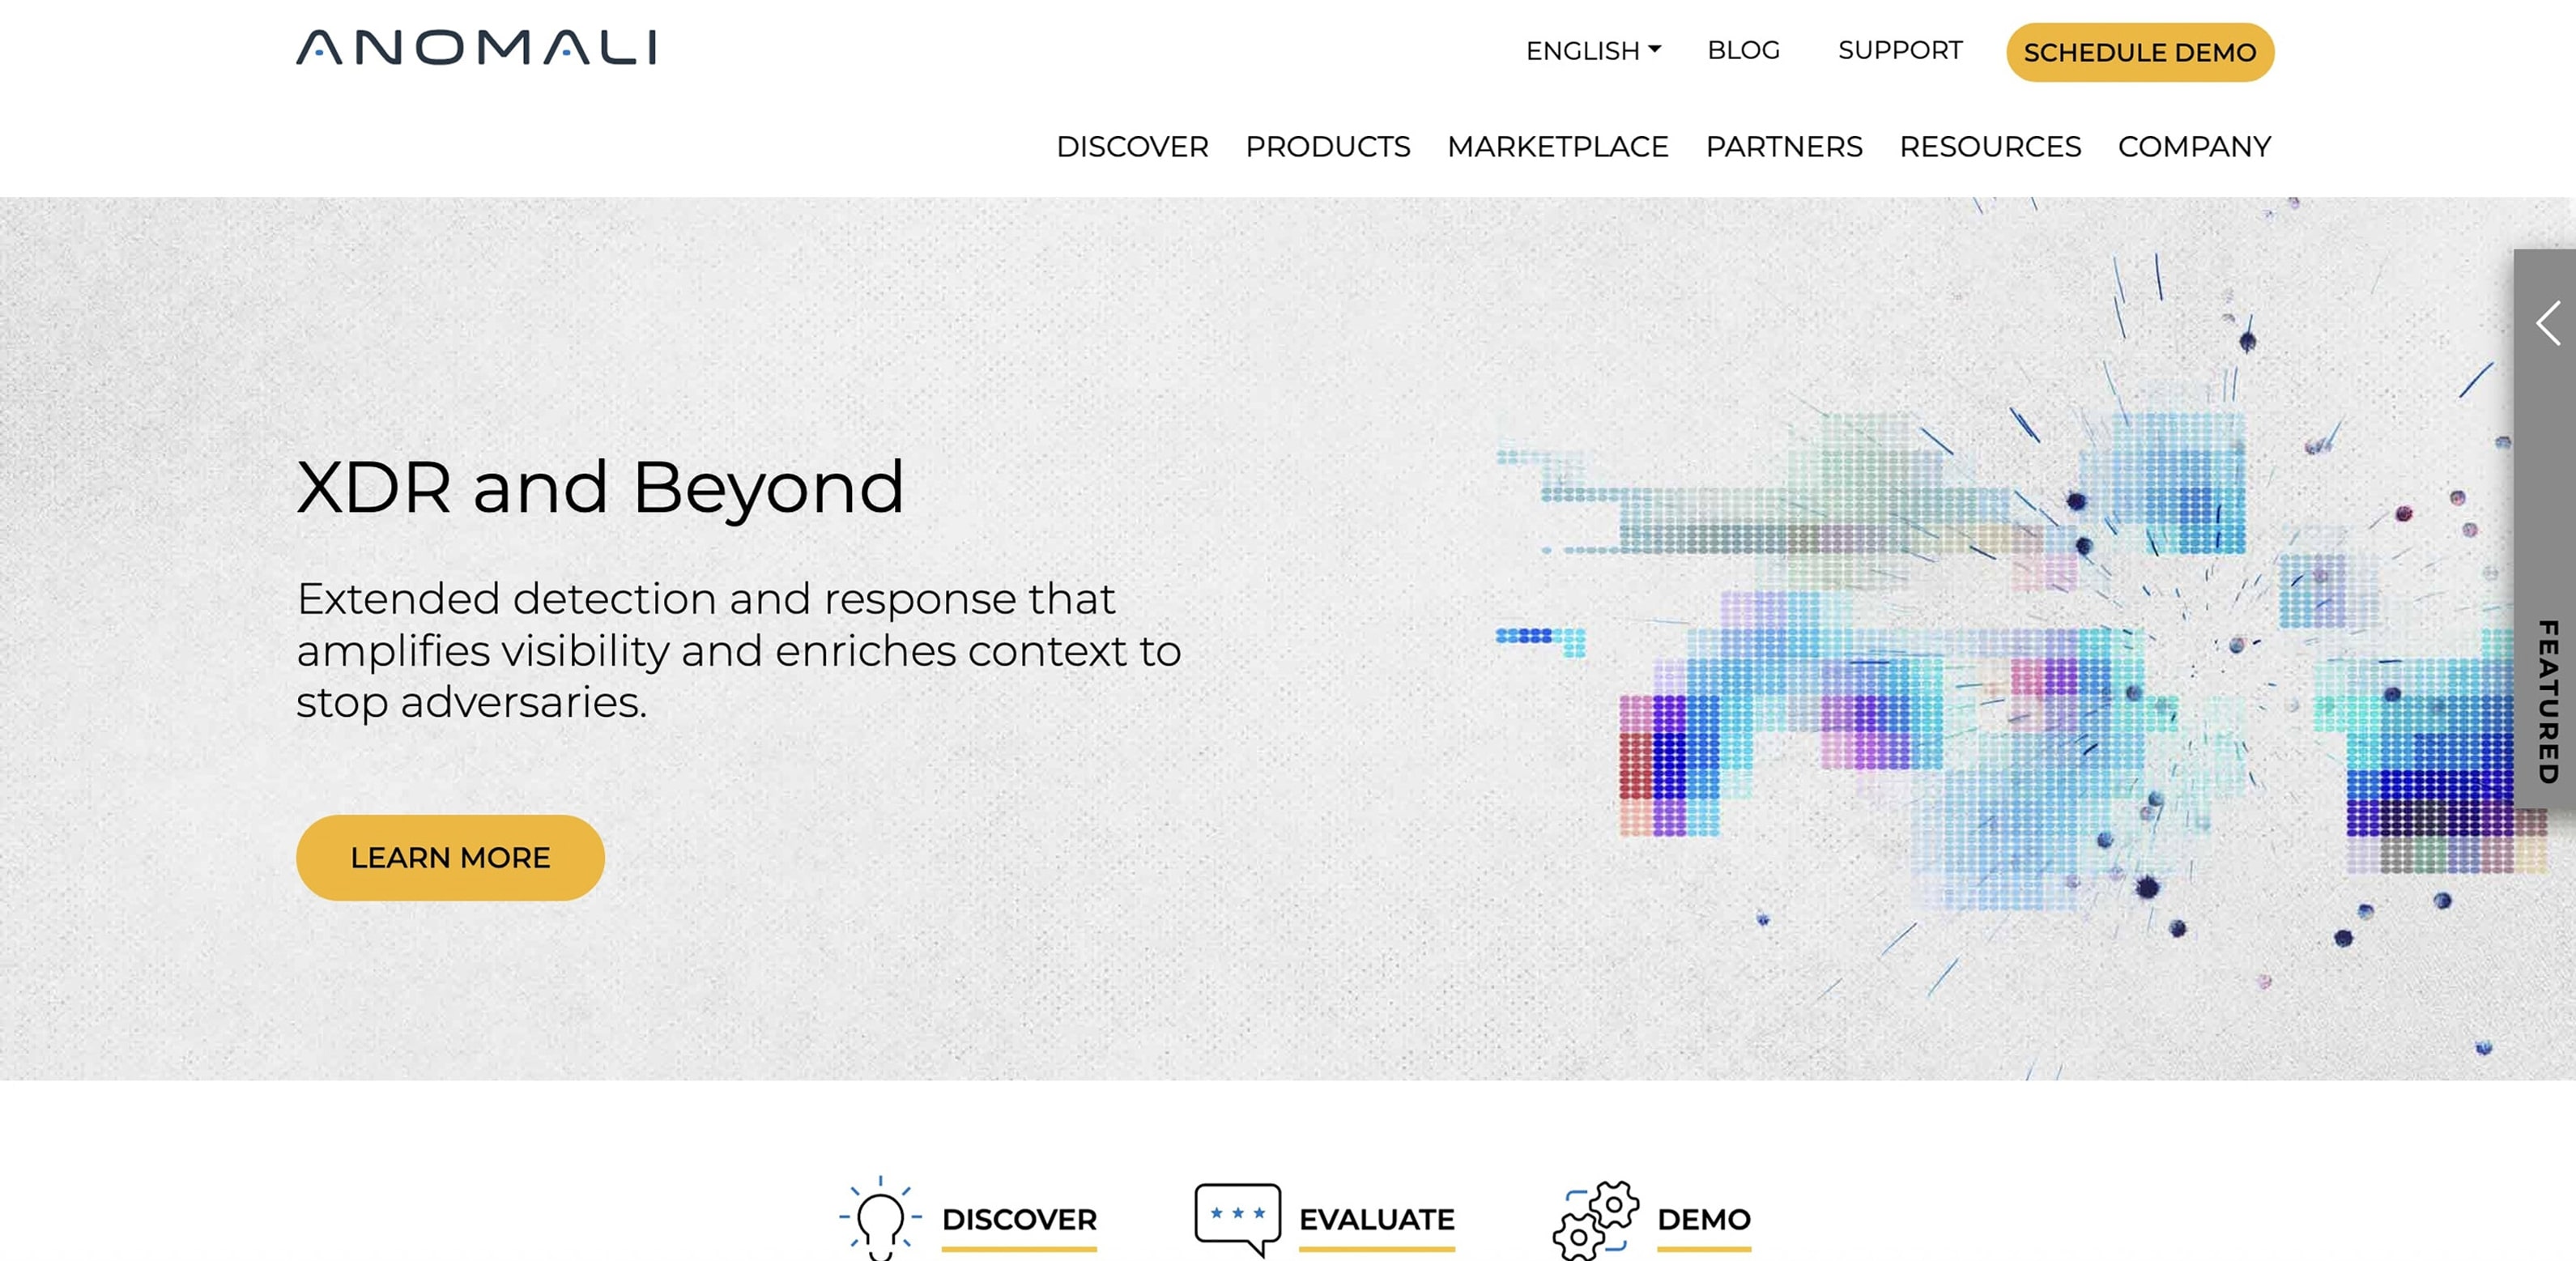 ANOMALI
ENGLISH BLOG SUPPORT SCHEDULE DEMO
DISCOVER PRODUCTS MARKETPLACE PARTNERS RESOURCES COMPANY
XDR and Beyond
Extended detection and response that
amplifies visibility and enriches context to
stop adversaries.
LEARN MORE
FEATURED
DISCOVER EVALUATE DEMO